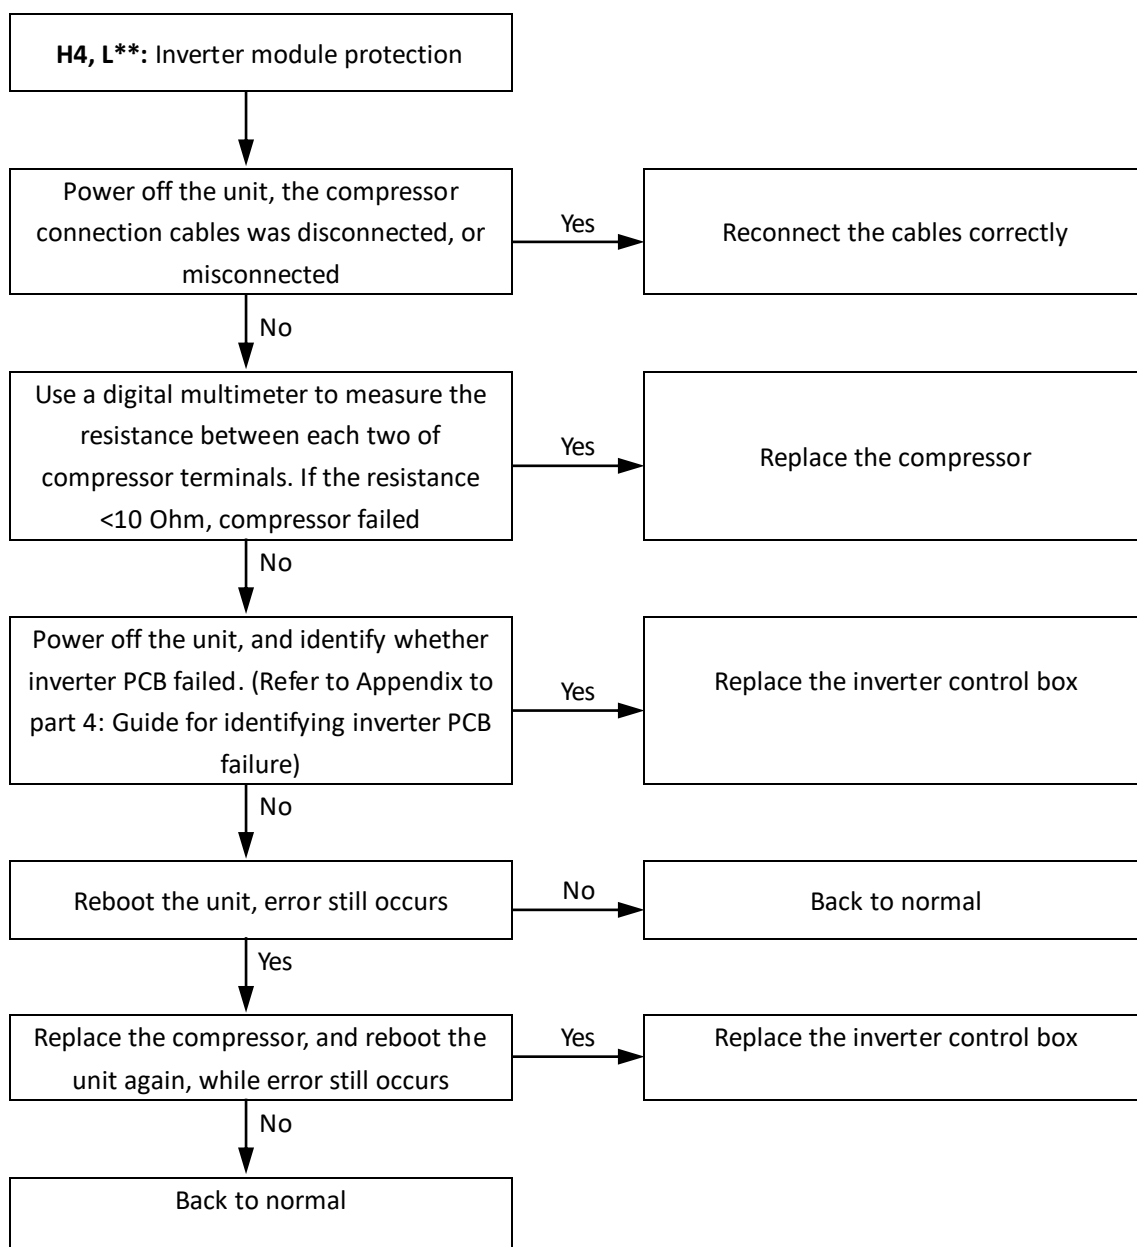 H4, L**: Inverter module protection
Power off the unit, the compressor
connection cables was disconnected, or
misconnected
Yes
Reconnect the cables correctly
No
Use a digital multimeter to measure the
resistance between each two of
compressor terminals. If the resistance
<10 Ohm, compressor failed
Yes
Replace the compressor
No
Power off the unit, and identify whether
inverter PCB failed. (Refer to Appendix to
part 4: Guide for identifying inverter PCB
failure)
Yes
Replace the inverter control box
No
Reboot the unit, error still occurs
No
Back to normal
Yes
Replace the compressor, and reboot the
unit again, while error still occurs
Yes
Replace the inverter control box
No
Back to normal